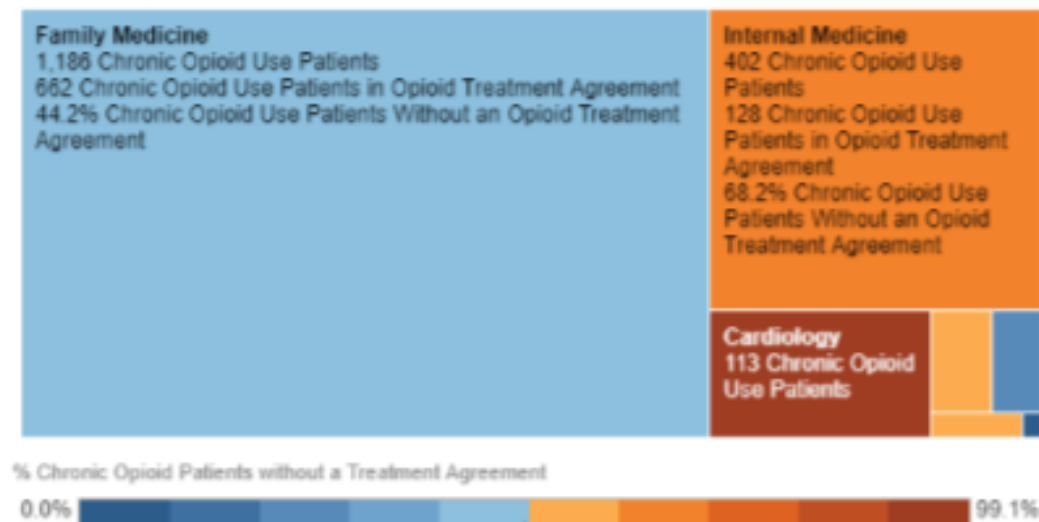 Family Medicine
1,186 Chronic Opioid Use Patients
662 Chronic Opioid Use Patients in Opioid Treatment Agreement
44.2% Chronic Opioid Use Patients Without an Opioid Treatment
Agreement
Internal Medicine
402 Chronic Opioid Use
Patients
128 Chronic Opioid Use
Patients in Opioid Treatment
Agreement
68.2% Chronic Opioid Use
Patients Without an Opioid
Treatment Agreement
Cardiology
113 Chronic Opioid
Use Patients
% Chronic Opioid Patients without a Treatment Agreement
0.0%
99.1%